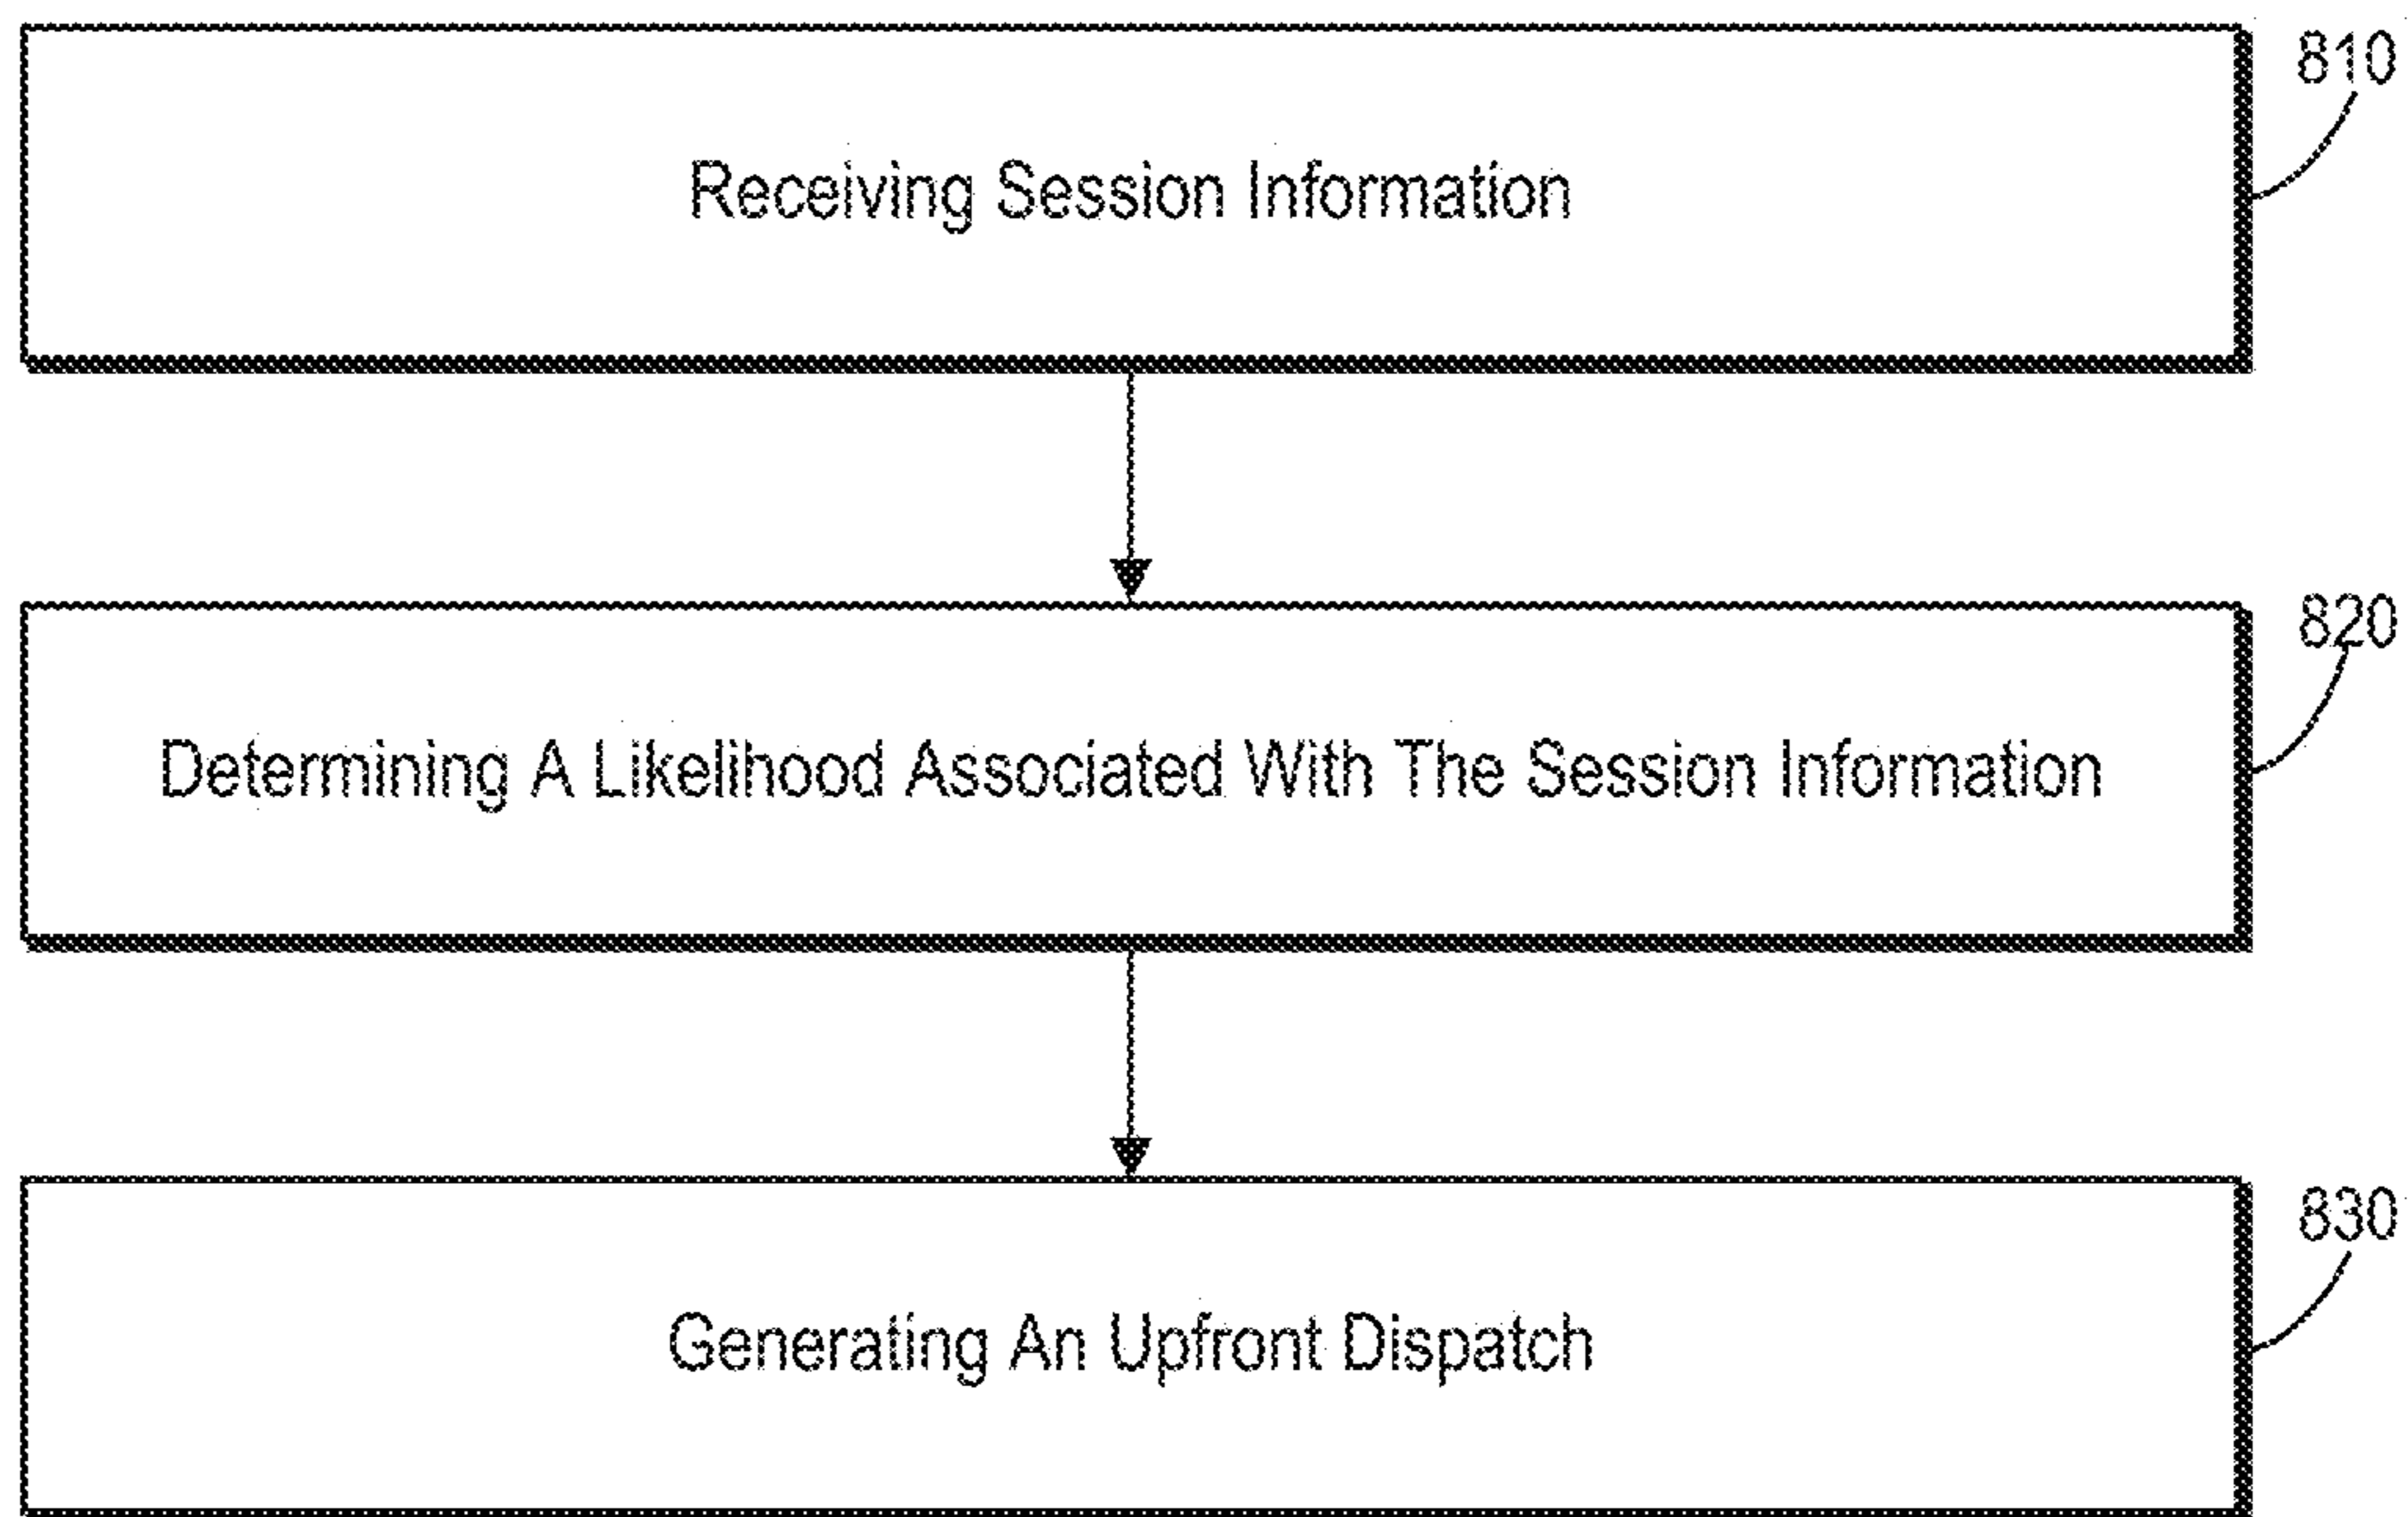 810
Receiving Session Information
820
Determining A Likelihood Associated With The Session Information
830
Generating An Upfront Dispatch